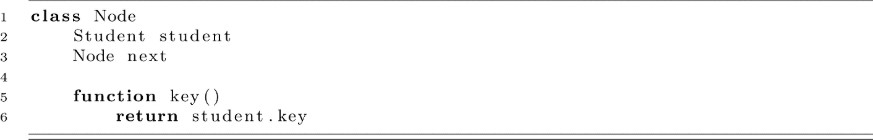 1 class Node
2 Student student
3 Node next
4
5 function key()
6 return student.key